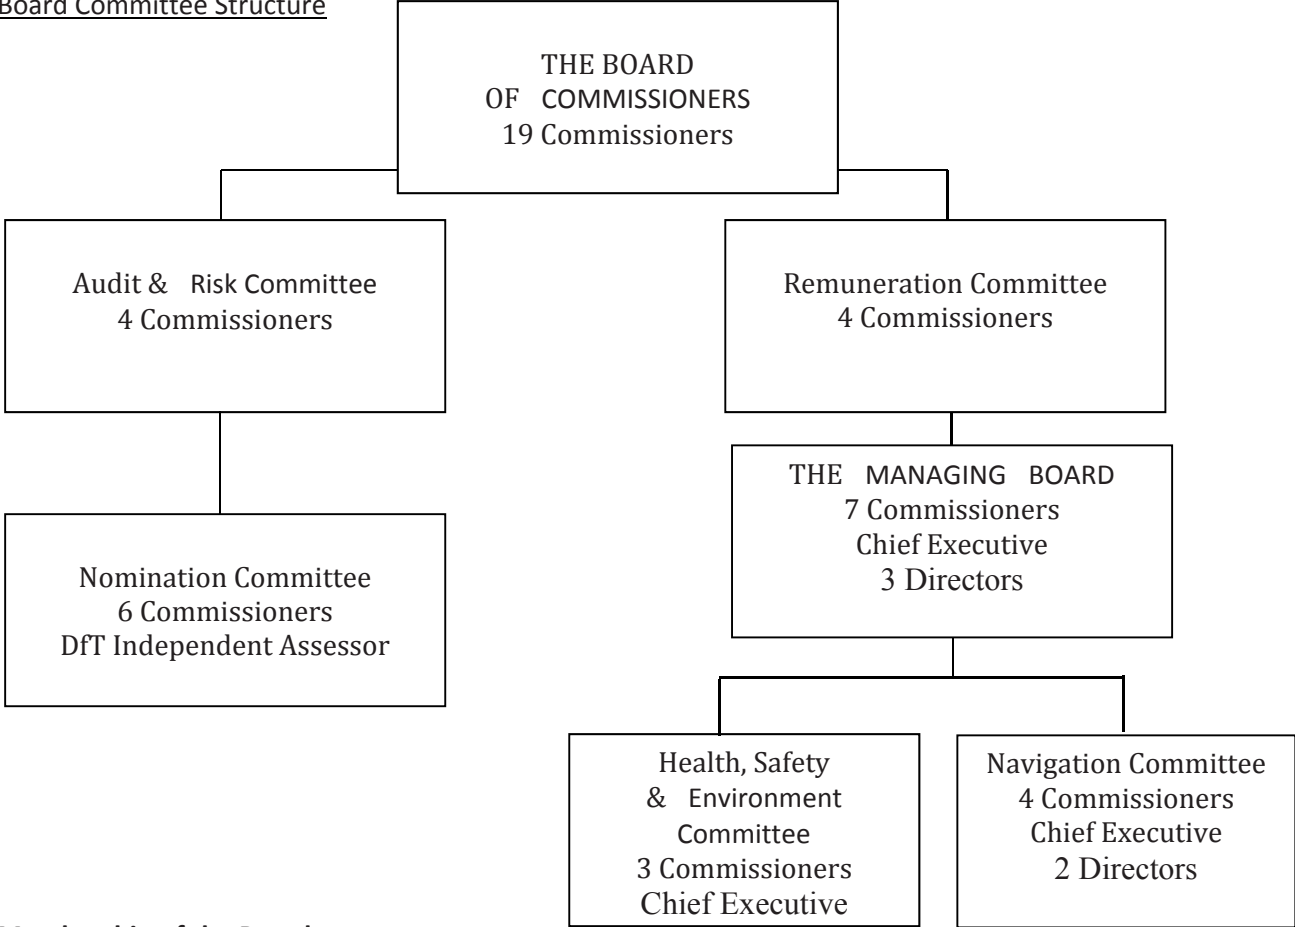 Board Committee Structure
THE BOARD
OF COMMISSIONERS
19 Commissioners
Audit & Risk Committee
4 Commissioners
Remuneration Committee
4 Commissioners
THE MANAGING BOARD
7 Commissioners
Chief Executive
3 Directors
Nomination Committee
6 Commissioners
DfT Independent Assessor
Health, Safety
& Environment
Committee
3 Commissioners
Chief Executive
Navigation Committee
4 Commissioners
Chief Executive
2 Directors